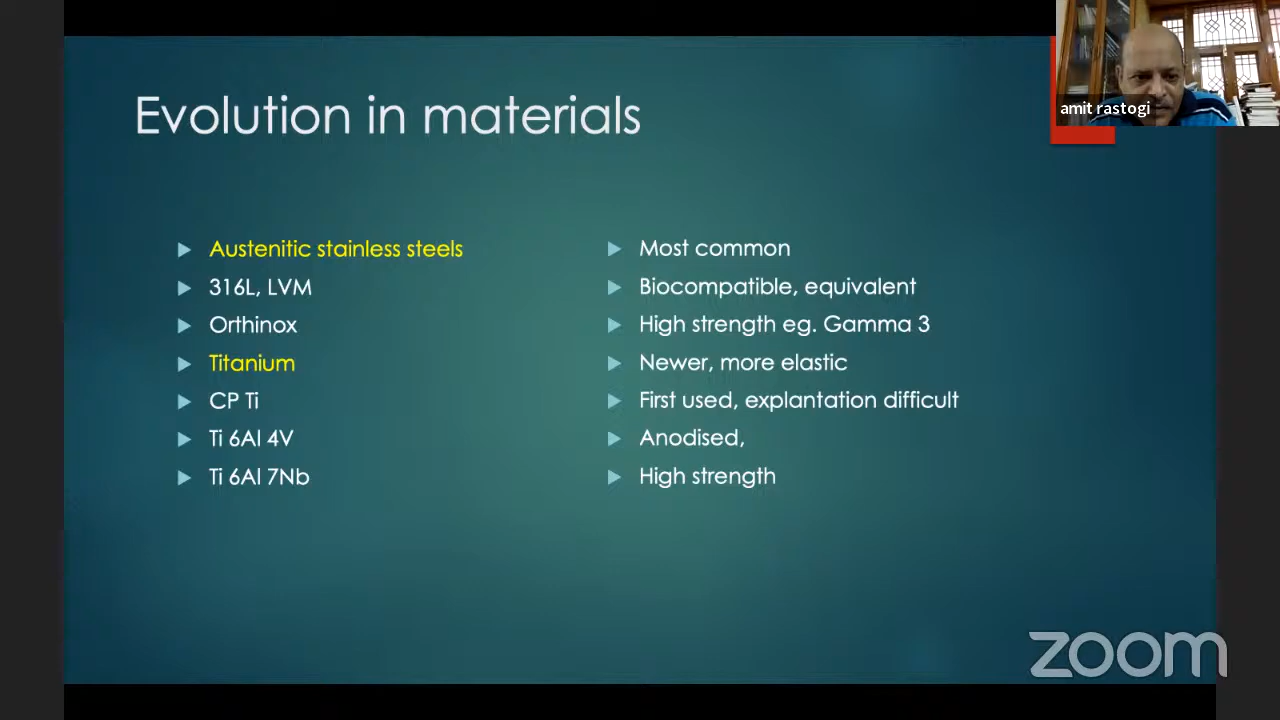 Evolution in materials
amit rastogi
Austenitic stainless steels
316L, LVM
Orthinox
Titanium
CP Ti
Ti 6Al 4V
Ti 6Al 7Nb
Most common
Biocompatible, equivalent
High strength eg. Gamma 3
Newer, more elastic
First used, explantation difficult
Anodised,
High strength
zoom